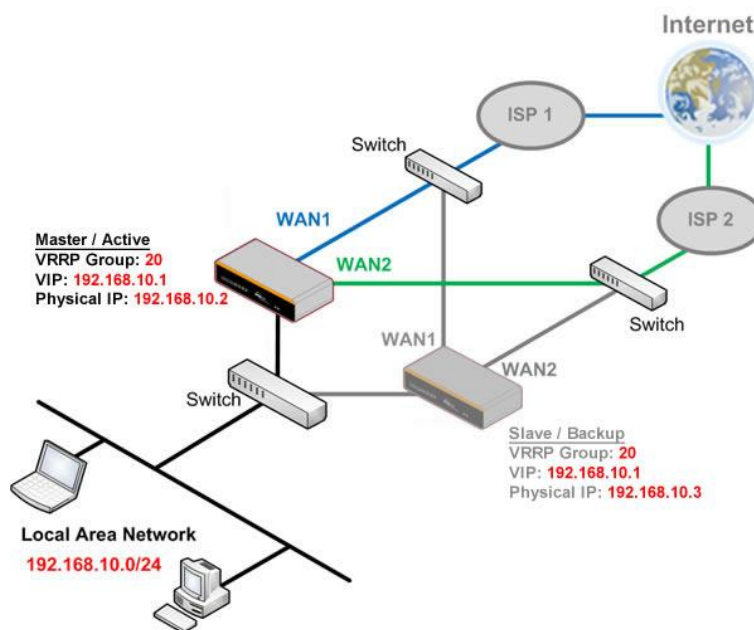 Internet
ISP 1
Switch
WAN1
ISP 2
Master / Active
VRRP Group: 20
VIP: 192.168.10.1
Physical IP: 192.168.10.2
WAN2
Switch
WAN1
WAN2
Switch
Slave / Backup
VRRP Group: 20
VIP: 192.168.10.1
Physical IP: 192.168.10.3
Local Area Network
192.168.10.0/24